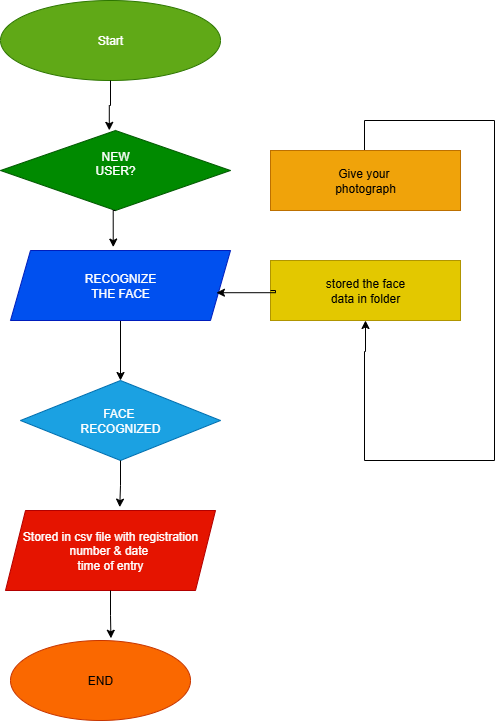 Start
NEW
USER?
Give your
photograph
RECOGNIZE
THE FACE
stored the face
data in folder
FACE
RECOGNIZED
Stored in csv file with registration
number & date
time of entry
END